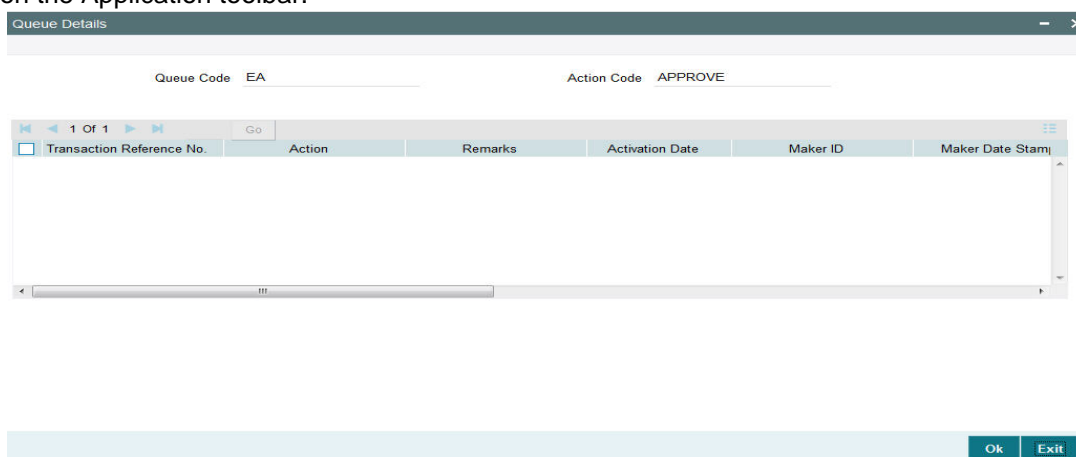 on the Application toolbar.
Queue Details
Queue Code EA Action Code APPROVE
1 Of 1 Go
Transaction Reference No. Action Remarks Activation Date Maker ID Maker Date Stam
Ok Exit